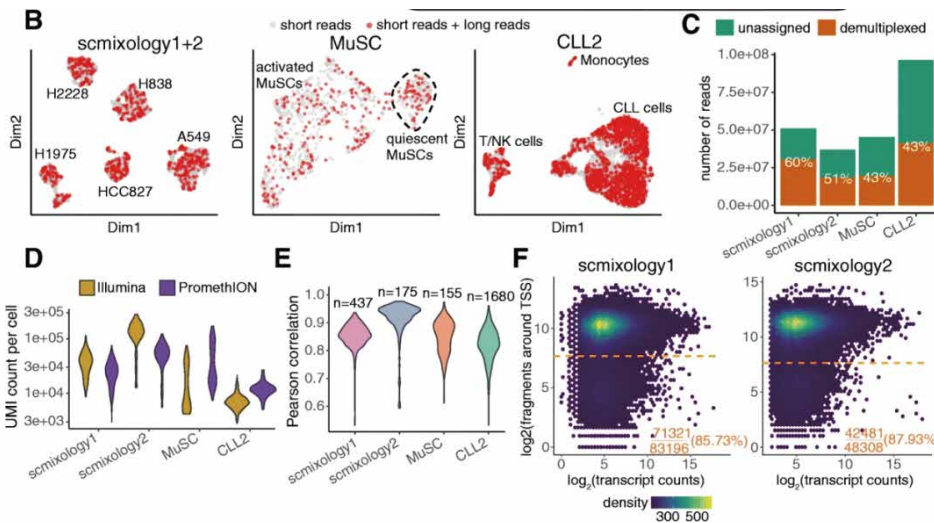 B
short reads
short reads + long reads
scmixology1+2
MuSC
CLL2
H2228
H838
H1975
HCC827
A549
Dim2
Dim1
activated
MuSCs
quiescent
MuSCs
Dim2
Dim1
Monocytes
CLL cells
T/NK cells
Dim2
Dim1
C
unassigned
demultiplexed
number of reads
1.0e+08
7.5e+07
5.0e+07
2.5e+07
0.0e+00
60%
51%
43%
43%
scmixology1
scmixology2
MuSC
CLL2
D
Illumina
PromethION
UMI count per cell
3e+05
1e+05
3e+04
1e+04
3e+03
scmixology1
scmixology2
MuSC
CLL2
E
Pearson correlation
1.0
0.9
0.8
0.7
0.6
n=437
n=175
n=155
n=1680
scmixology1
scmixology2
MuSC
CLL2
F
scmixology1
scmixology2
log2(fragments around TSS)
10
5
0
71321
83196
(85.73%)
0
5
10
15
log2(transcript counts)
10
5
0
42481
48308
(87.93%)
5
10
15
log2(transcript counts)
density
300 500